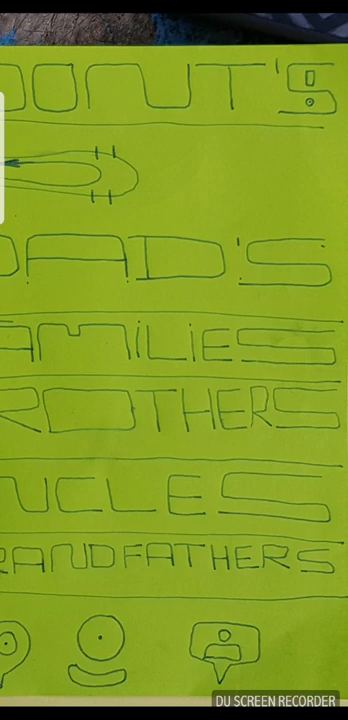 DONUT'S
DAD'S
AMILIES
ROTHERS
NCLES
RANDFATHERS
DU SCREEN RECORDER